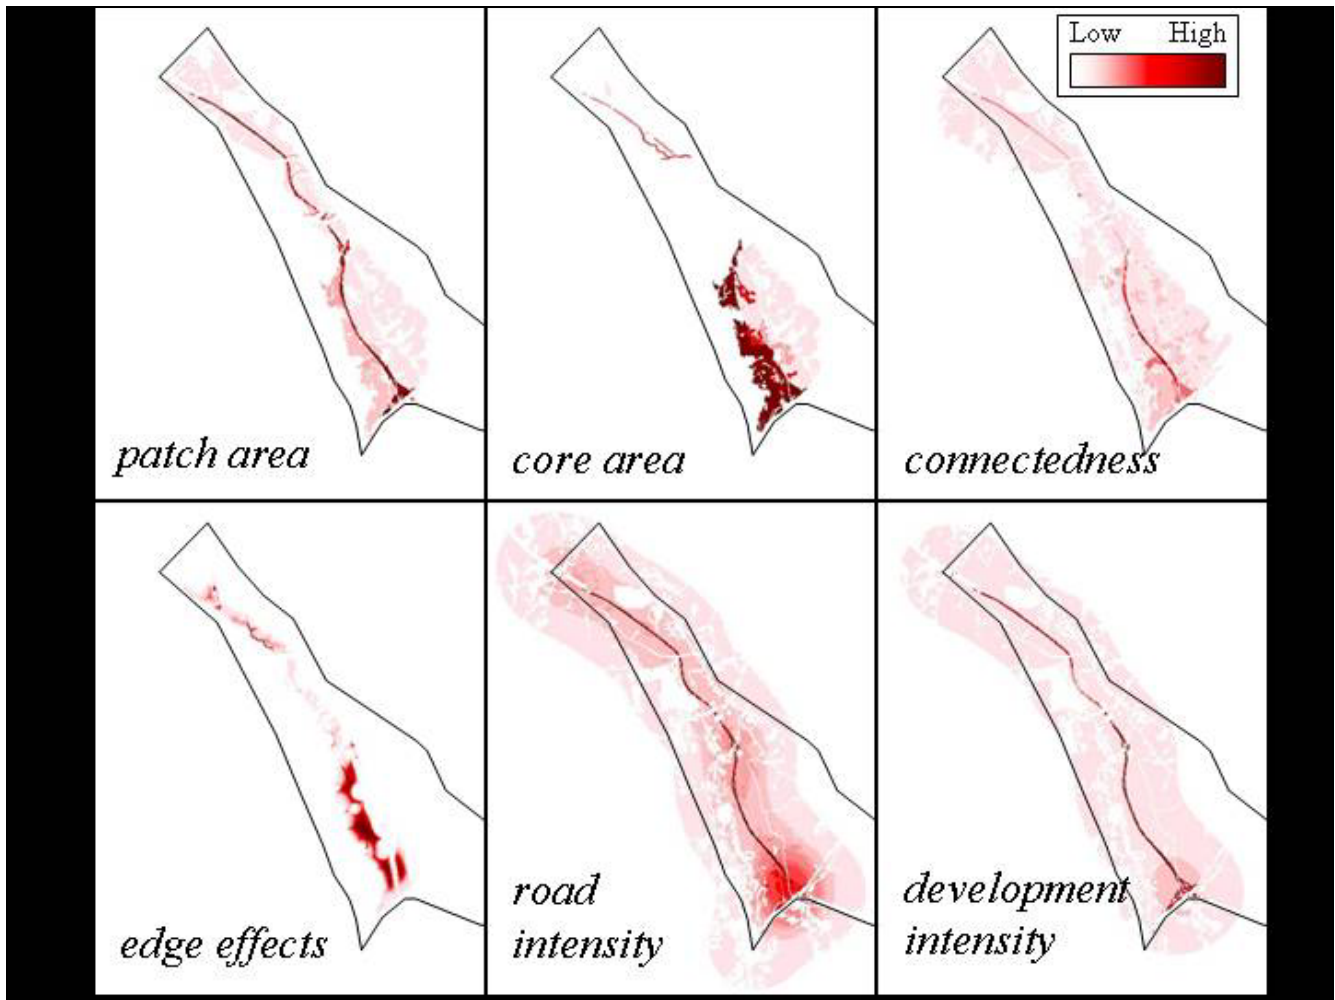 Low High
patch area
core area
connectedness
edge effects
road
intensity
development
intensity